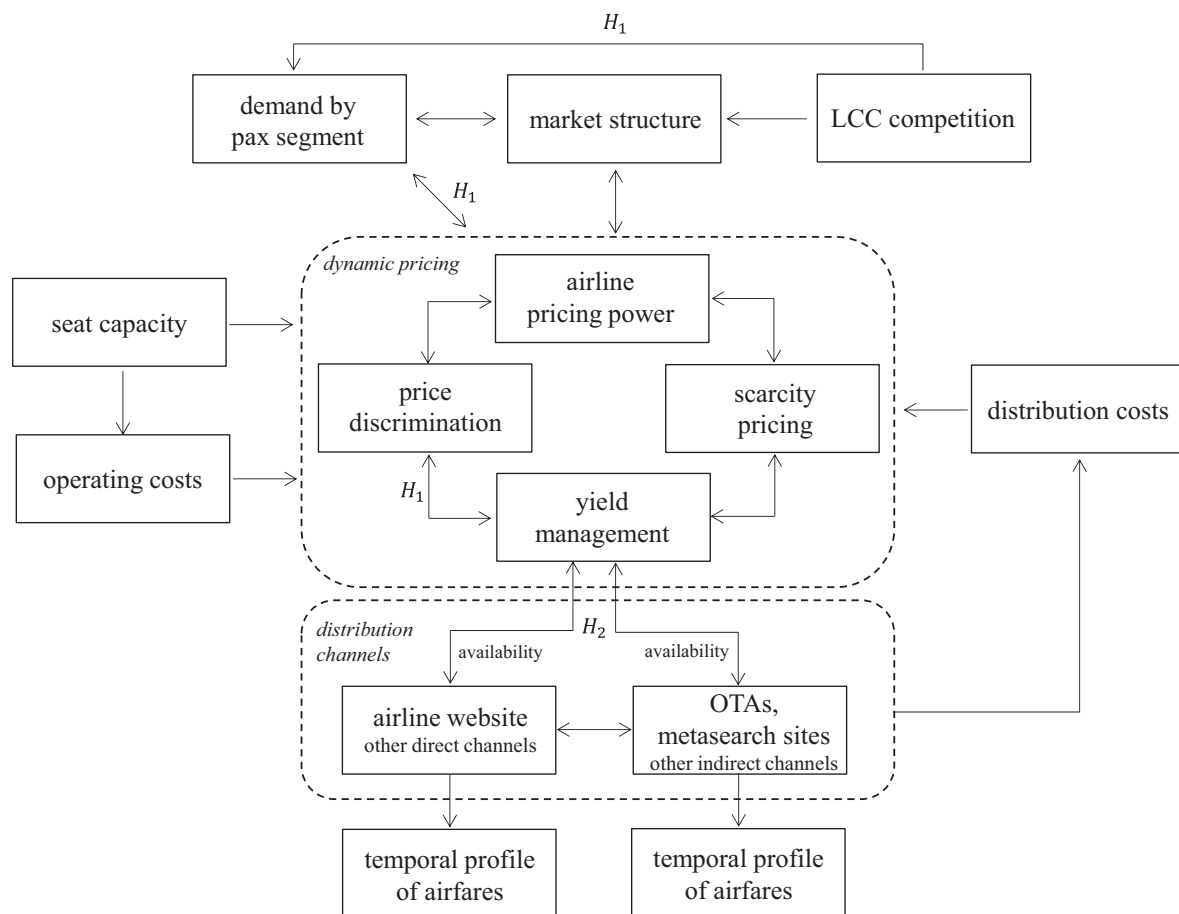 H₁
demand by
pax segment
market structure
LCC competition
H₁
dynamic pricing
airline
pricing power
seat capacity
price
discrimination
scarcity
pricing
distribution costs
operating costs
H₁
yield
management
distribution
channels
H₂
availability
availability
airline website
other direct channels
OTAs,
metasearch sites
other indirect channels
temporal profile
of airfares
temporal profile
of airfares